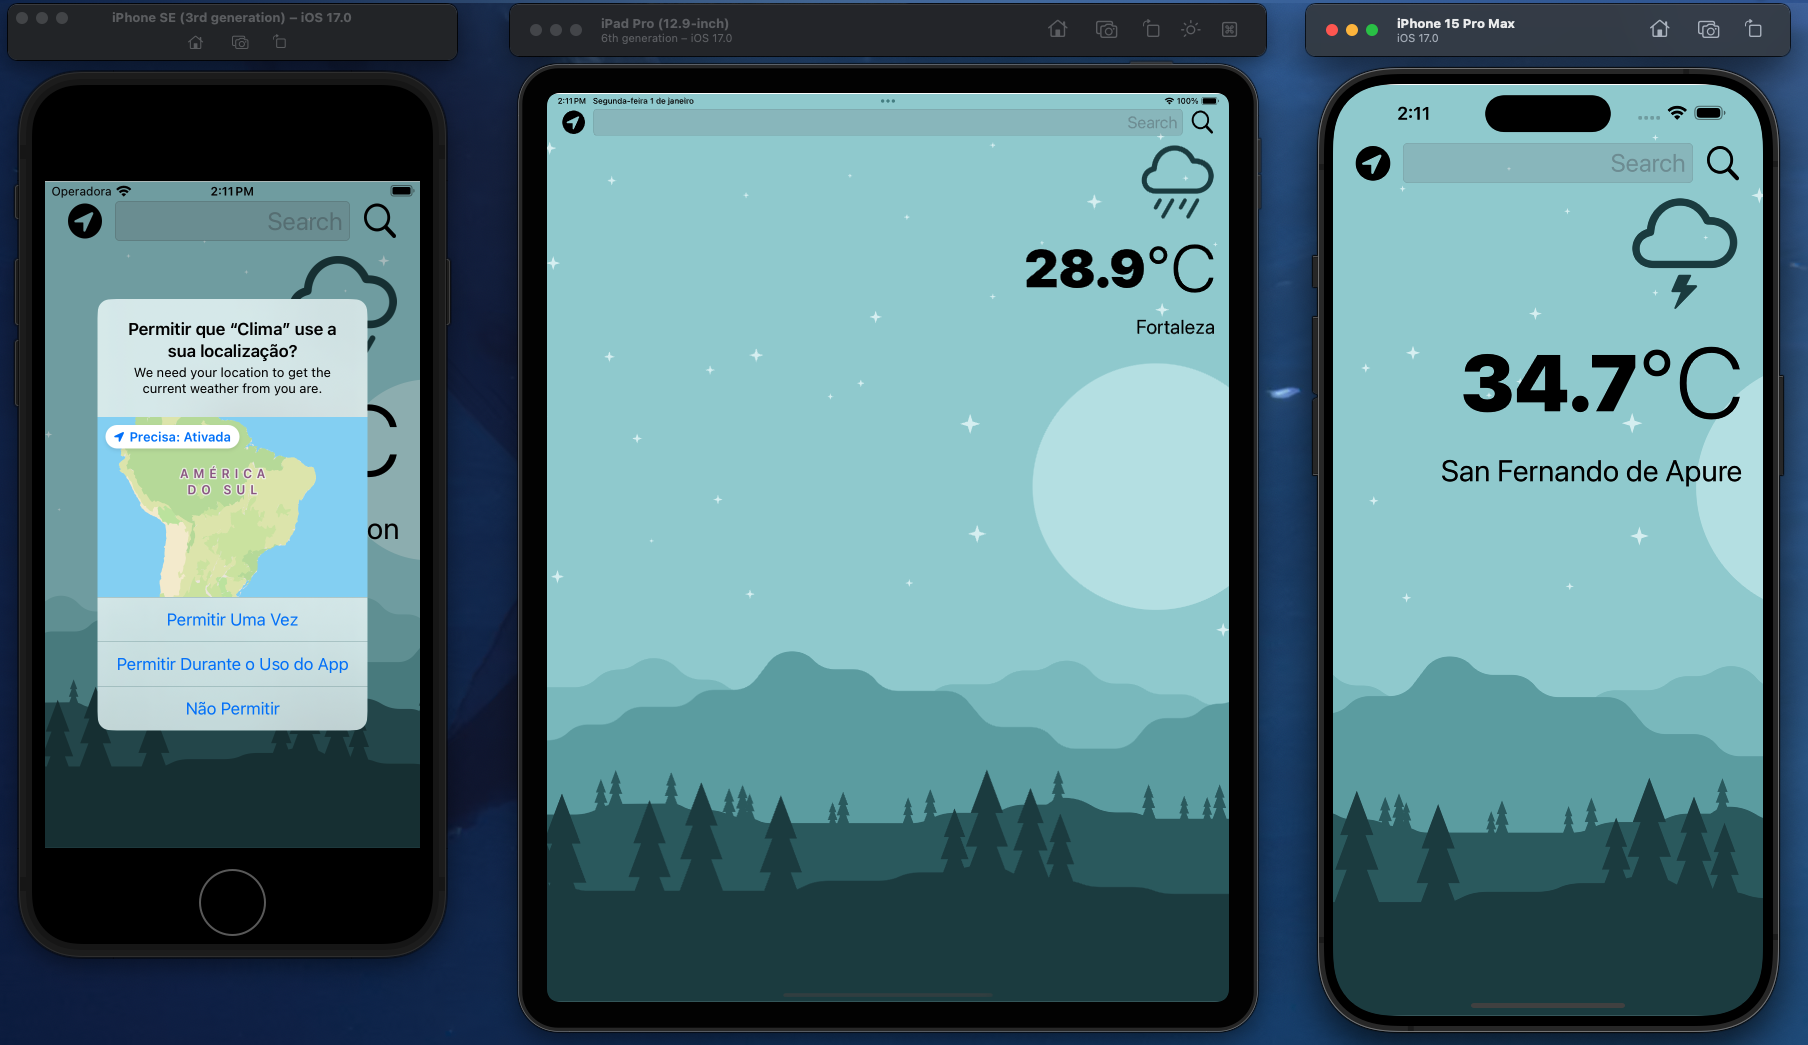 iPhone SE (3rd generation) – iOS 17.0
Operadora
2:11 PM
Search
Permitir que “Clima” use a
sua localização?
We need your location to get the
current weather from you are.
Precisa: Ativada
AMÉRICA
DO SUL
C
on
Permitir Uma Vez
Permitir Durante o Uso do App
Não Permitir
iPad Pro (12.9-inch)
6th generation – iOS 17.0
2:11 PM Segunda-feira 1 de janeiro
100%
Search
28.9°C
Fortaleza
iPhone 15 Pro Max
iOS 17.0
2:11
Search
34.7°C
San Fernando de Apure